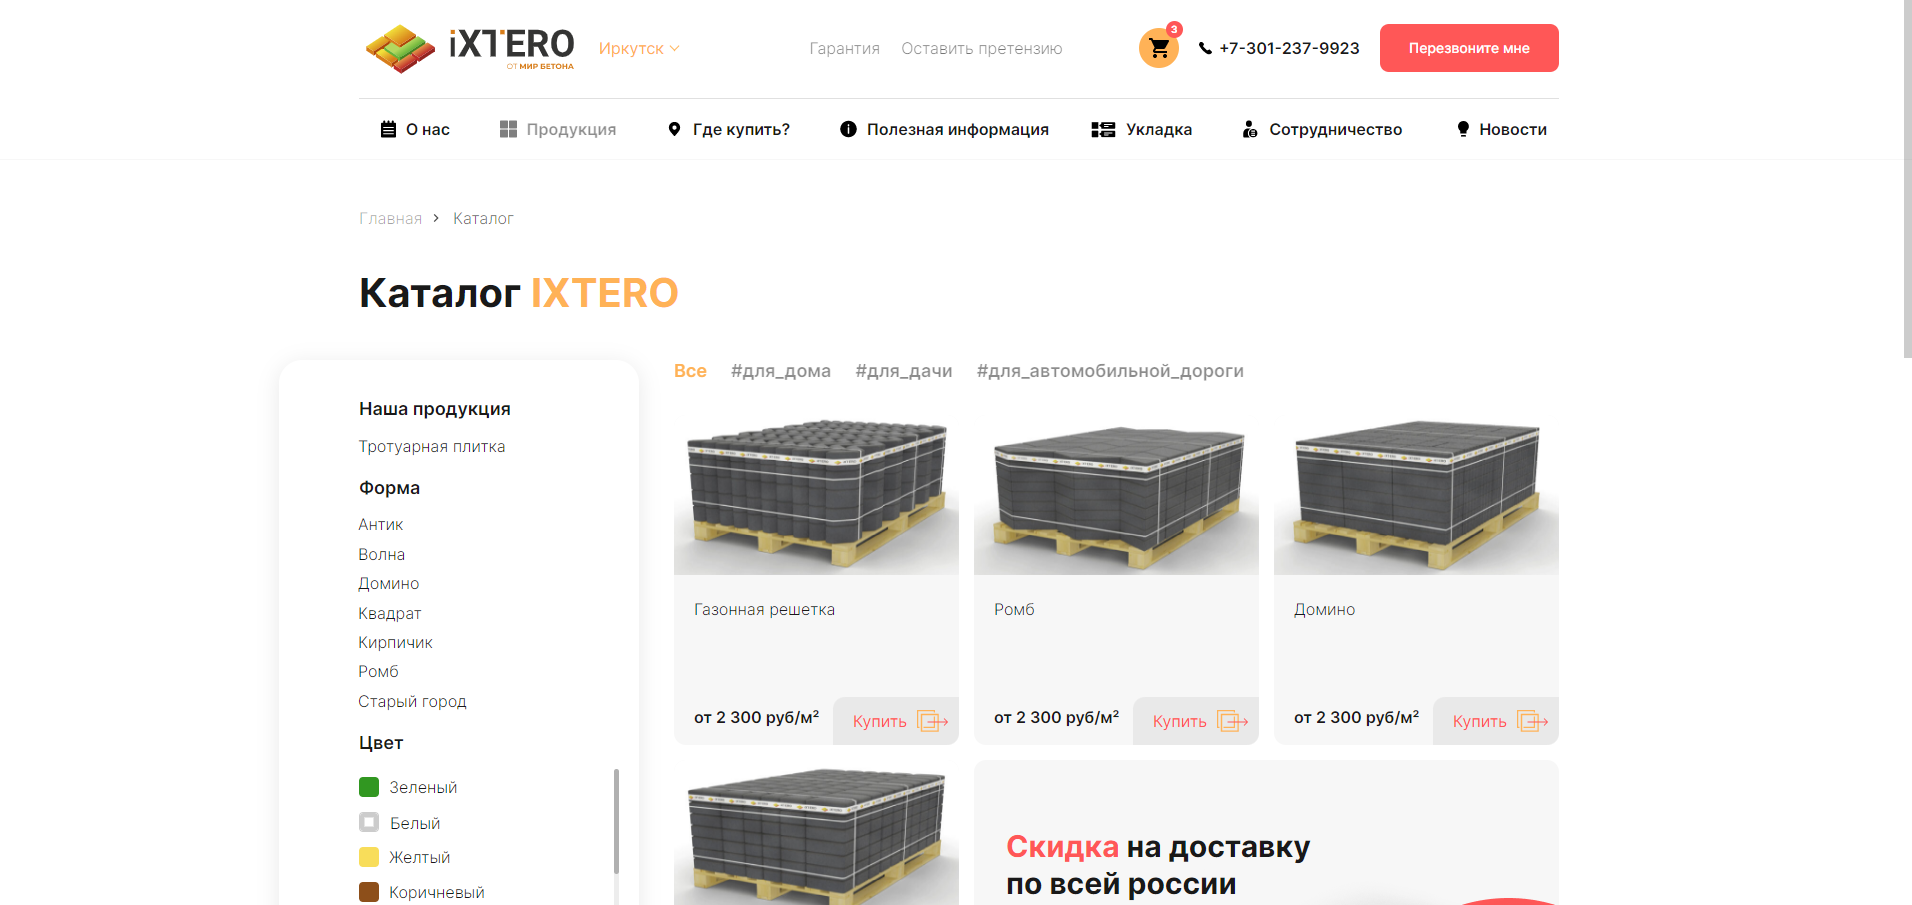 iXTERO
ОТ МИР БЕТОНА
Иркутск
Гарантия
Оставить претензию
3
+7-301-237-9923
Перезвоните мне
О нас
Продукция
Где купить?
Полезная информация
Укладка
Сотрудничество
Новости
Главная
Каталог
Каталог IXTERO
Наша продукция
Тротуарная плитка
Форма
Антик
Волна
Домино
Квадрат
Кирпичик
Ромб
Старый город
Цвет
Зеленый
Белый
Желтый
Коричневый
Все
#для_дома
#для_дачи
#для_автомобильной_дороги
Газонная решетка
от 2 300 руб/м²
Купить
Ромб
от 2 300 руб/м²
Купить
Домино
от 2 300 руб/м²
Купить
Скидка на доставку
по всей россии